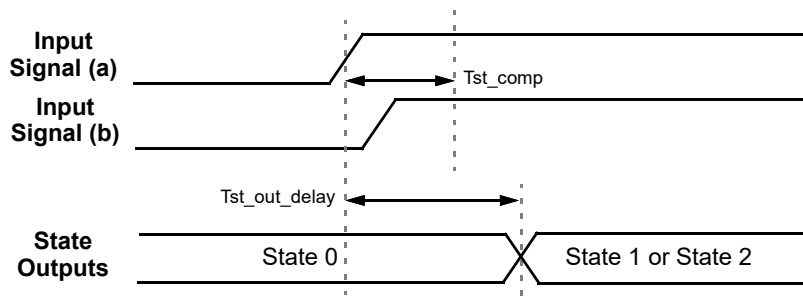 Input
Signal (a)
Tst_comp
Input
Signal (b)
Tst_out_delay
State
Outputs
State 0
State 1 or State 2